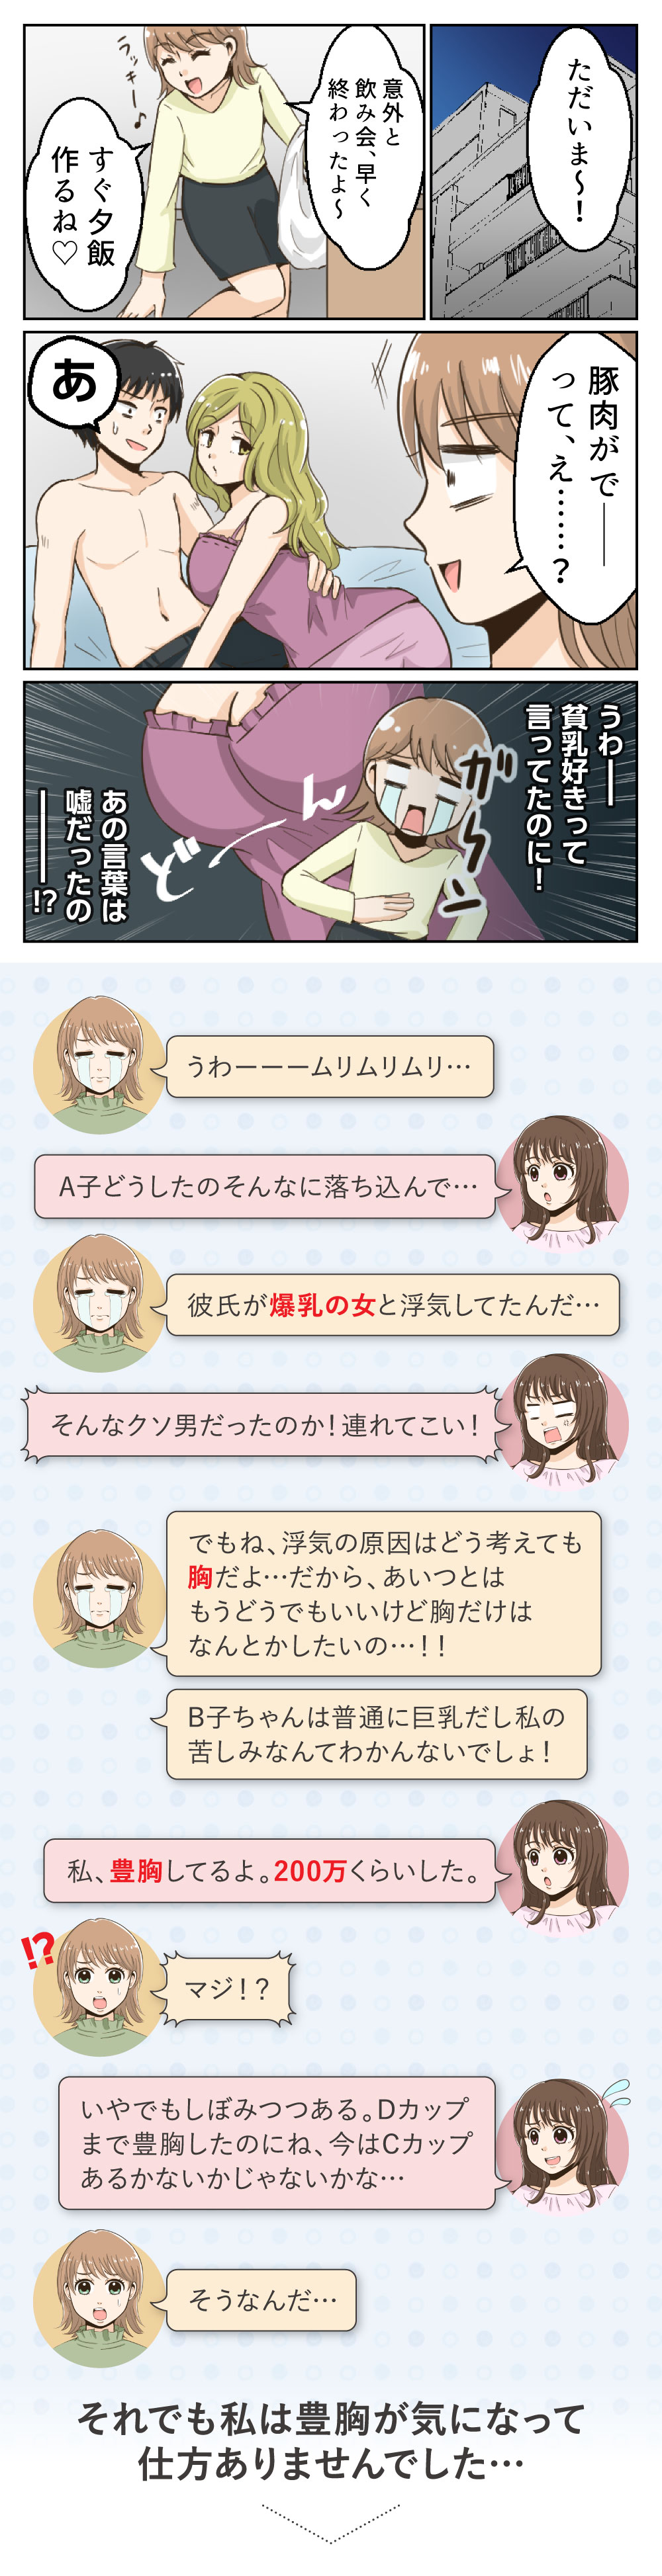 ただいま～！
意外と
飲み会、早く
終わったよ～
ラッキー♪
すぐ夕飯
作るね♡
豚肉がで――
って、え……？
あ
うわ――
貧乳好きって
言ってたのに！
ガーン
どーん
あの言葉は
嘘だったの
――――!?
うわーーームリムリムリ…
A子どうしたのそんなに落ち込んで…
彼氏が爆乳の女と浮気してたんだ…
そんなクソ男だったのか！連れてこい！
でもね、浮気の原因はどう考えても
胸だよ…だから、あいつとは
もうどうでもいいけど胸だけは
なんとかしたいの…！！
B子ちゃんは普通に巨乳だし私の
苦しみなんてわかんないでしょ！
私、豊胸してるよ。200万くらいした。
!?
マジ！？
いやでもしぼみつつある。Dカップ
まで豊胸したのにね、今はCカップ
あるかないかじゃないかな…
そうなんだ…
それでも私は豊胸が気になって
仕方ありませんでした…